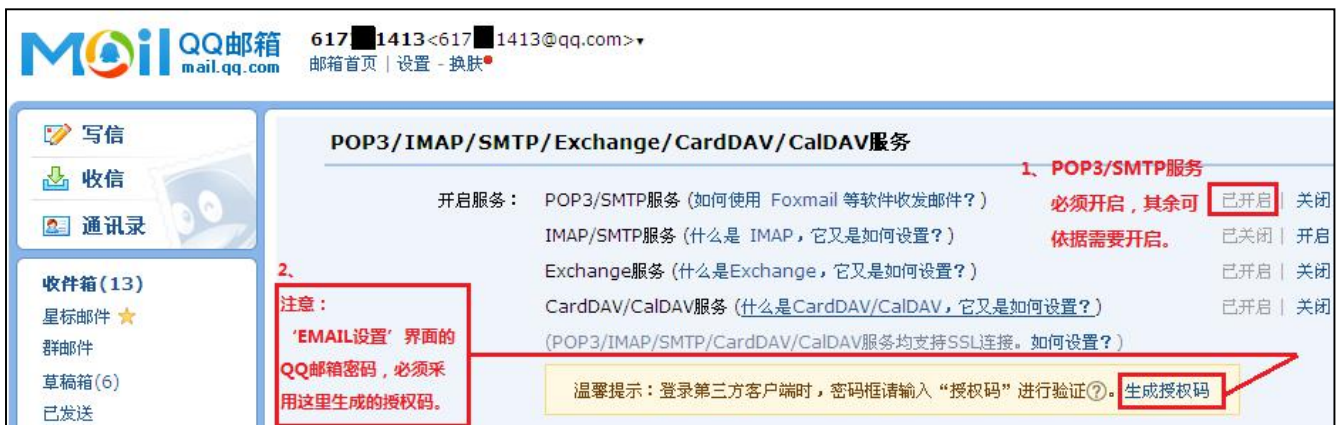 Mail QQ邮箱 mail.qq.com
617 1413<617 1413@qq.com>
邮箱首页 | 设置 - 换肤
写信
收信
通讯录
收件箱(13)
星标邮件
群邮件
草稿箱(6)
已发送
POP3/IMAP/SMTP/Exchange/CardDAV/CalDAV服务
开启服务： POP3/SMTP服务 (如何使用 Foxmail 等软件收发邮件？) 已开启 | 关闭
IMAP/SMTP服务 (什么是 IMAP，它又是如何设置？) 已关闭 | 开启
Exchange服务 (什么是Exchange，它又是如何设置？) 已开启 | 关闭
CardDAV/CalDAV服务 (什么是CardDAV/CalDAV，它又是如何设置？) 已开启 | 关闭
(POP3/IMAP/SMTP/CardDAV/CalDAV服务均支持SSL连接。如何设置？)
温馨提示：登录第三方客户端时，密码框请输入“授权码”进行验证?。生成授权码
1、 POP3/SMTP服务
必须开启，其余可
依据需要开启。
2、
注意：
‘EMAIL设置’界面的
QQ邮箱密码，必须采
用这里生成的授权码。